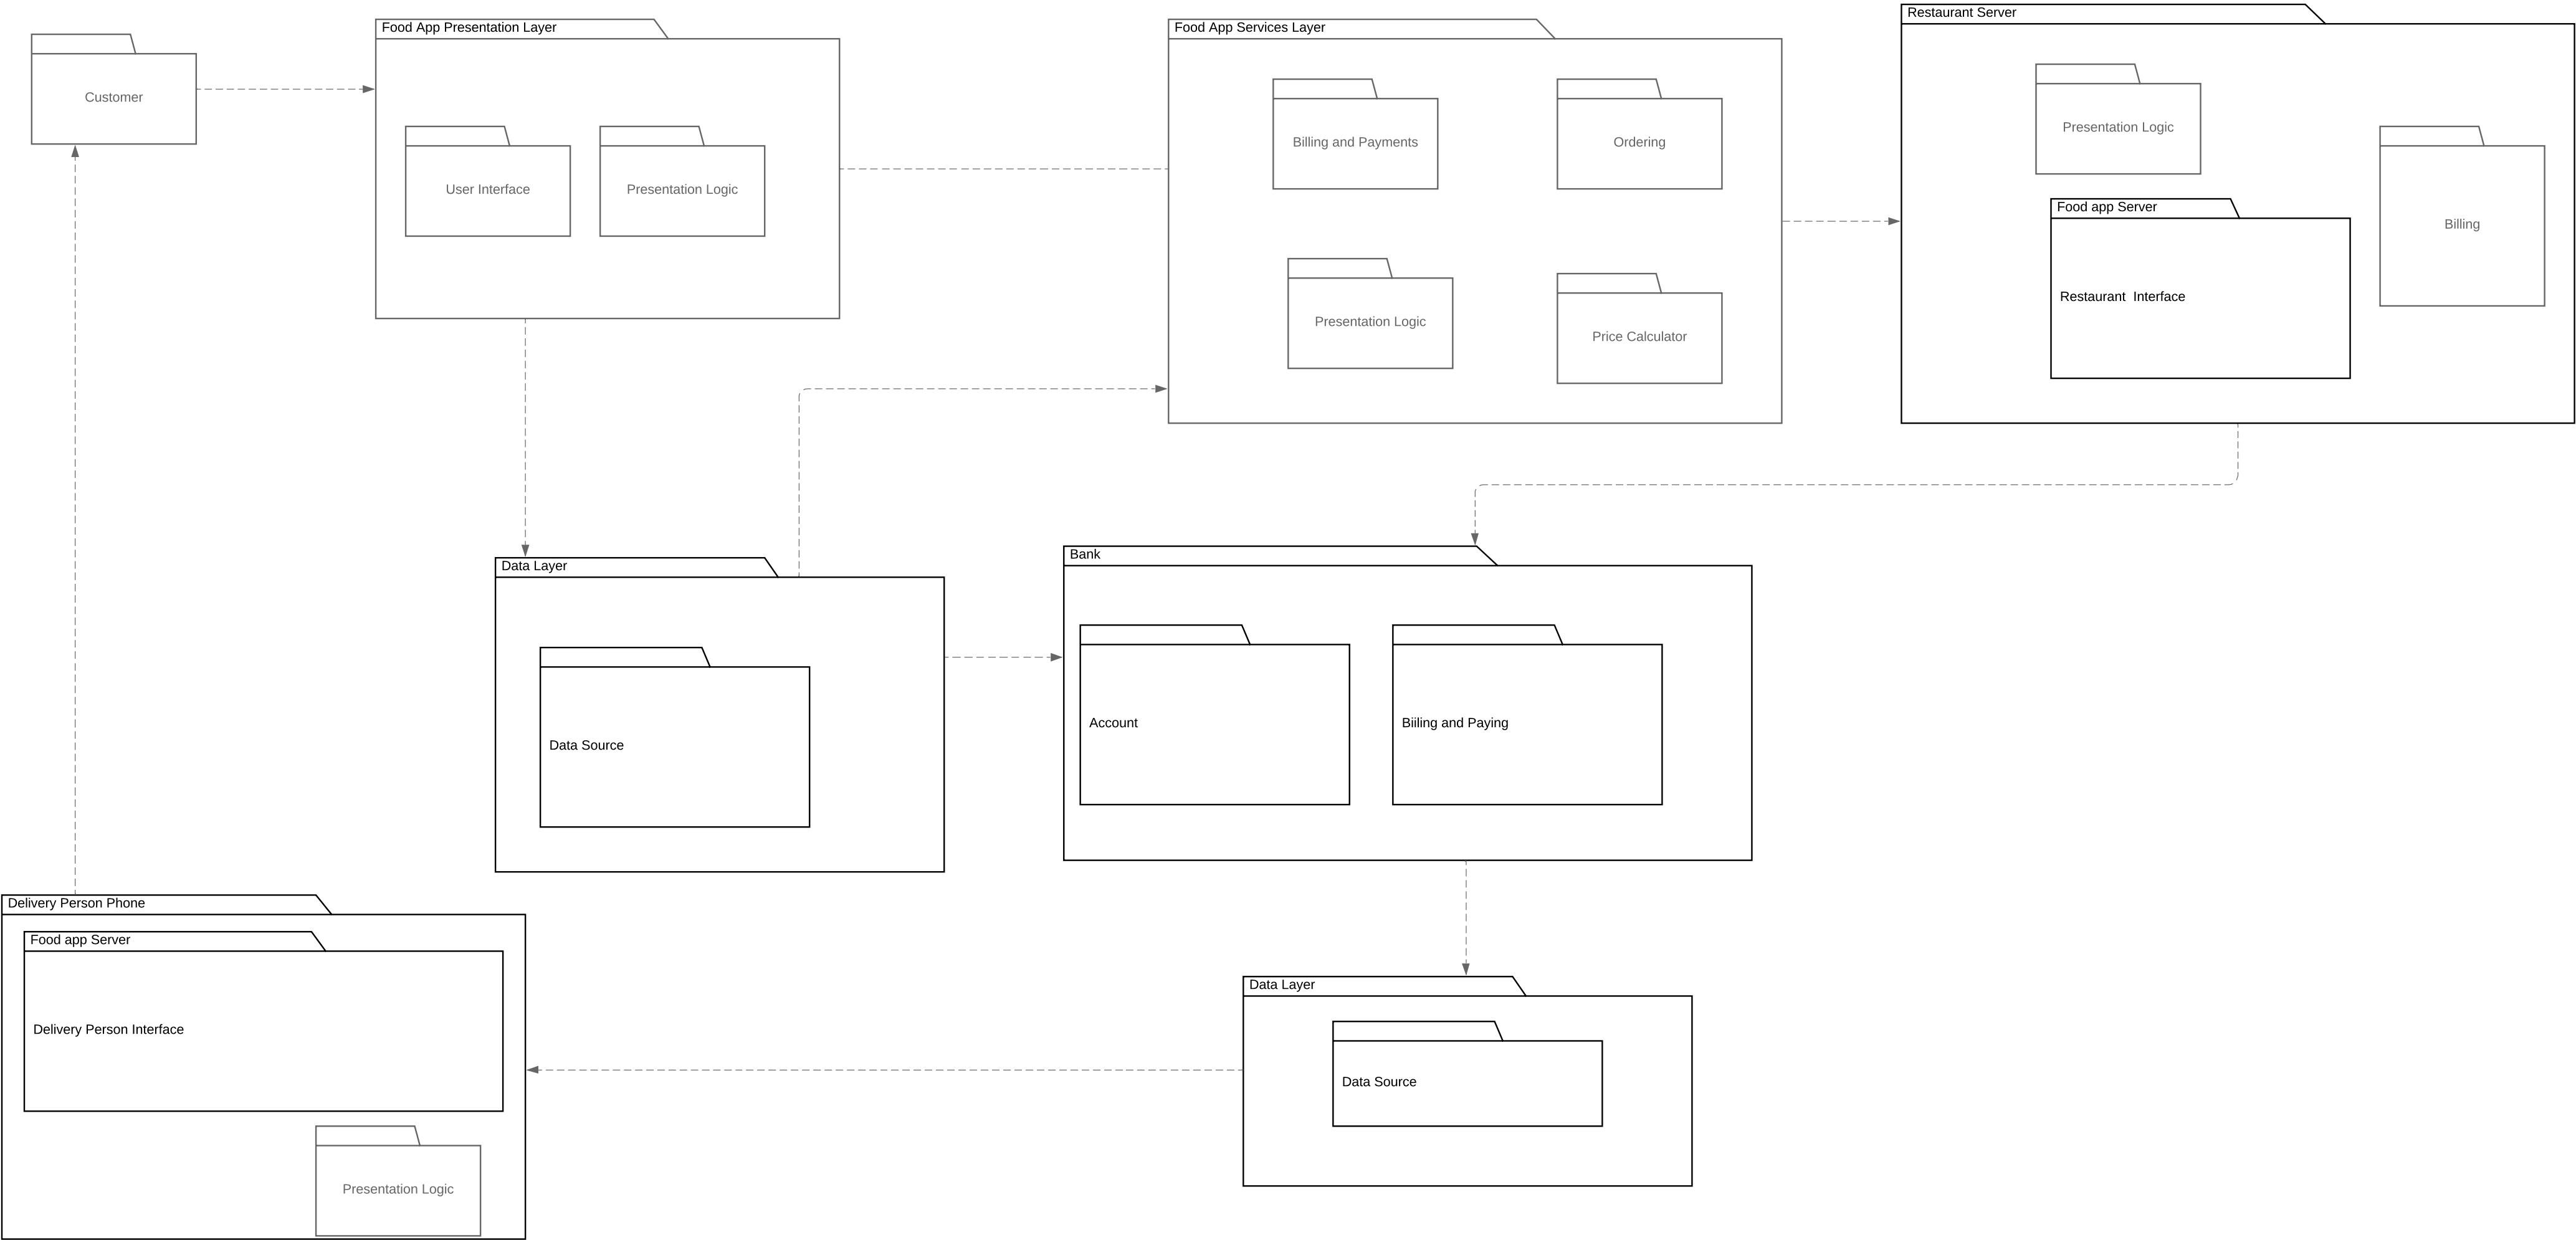 Customer
Food App Presentation Layer
User Interface
Presentation Logic
Food App Services Layer
Billing and Payments
Ordering
Presentation Logic
Price Calculator
Restaurant Server
Presentation Logic
Billing
Food app Server
Restaurant  Interface
Data Layer
Data Source
Bank
Account
Biiling and Paying
Delivery Person Phone
Food app Server
Delivery Person Interface
Presentation Logic
Data Layer
Data Source